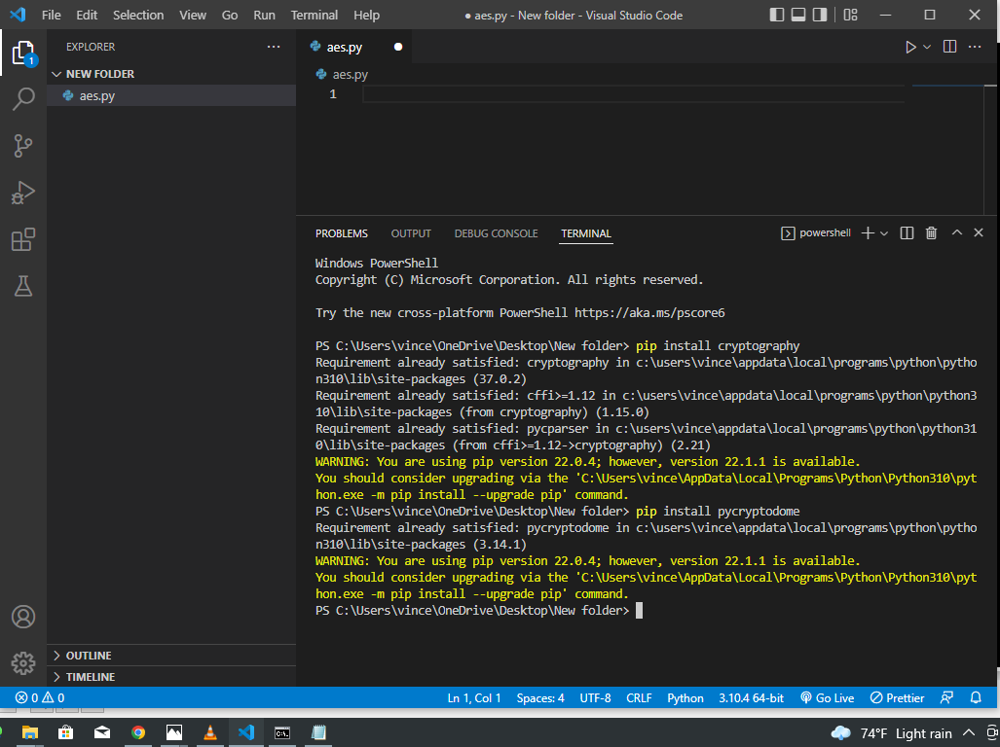 File Edit Selection View Go Run Terminal Help ● aes.py - New folder - Visual Studio Code
EXPLORER
1
NEW FOLDER
aes.py
aes.py
aes.py
1
PROBLEMS OUTPUT DEBUG CONSOLE TERMINAL powershell
Windows PowerShell
Copyright (C) Microsoft Corporation. All rights reserved.
Try the new cross-platform PowerShell https://aka.ms/pscore6
PS C:\Users\vince\OneDrive\Desktop\New folder> pip install cryptography
Requirement already satisfied: cryptography in c:\users\vince\appdata\local\programs\python\pytho
n310\lib\site-packages (37.0.2)
Requirement already satisfied: cffi>=1.12 in c:\users\vince\appdata\local\programs\python\python3
10\lib\site-packages (from cryptography) (1.15.0)
Requirement already satisfied: pycparser in c:\users\vince\appdata\local\programs\python\python31
0\lib\site-packages (from cffi>=1.12->cryptography) (2.21)
WARNING: You are using pip version 22.0.4; however, version 22.1.1 is available.
You should consider upgrading via the 'C:\Users\vince\AppData\Local\Programs\Python\Python310\pyt
hon.exe -m pip install --upgrade pip' command.
PS C:\Users\vince\OneDrive\Desktop\New folder> pip install pycryptodome
Requirement already satisfied: pycryptodome in c:\users\vince\appdata\local\programs\python\pytho
n310\lib\site-packages (3.14.1)
WARNING: You are using pip version 22.0.4; however, version 22.1.1 is available.
You should consider upgrading via the 'C:\Users\vince\AppData\Local\Programs\Python\Python310\pyt
hon.exe -m pip install --upgrade pip' command.
PS C:\Users\vince\OneDrive\Desktop\New folder>
OUTLINE
TIMELINE
0 0 Ln 1, Col 1 Spaces: 4 UTF-8 CRLF Python 3.10.4 64-bit Go Live Prettier
74°F Light rain